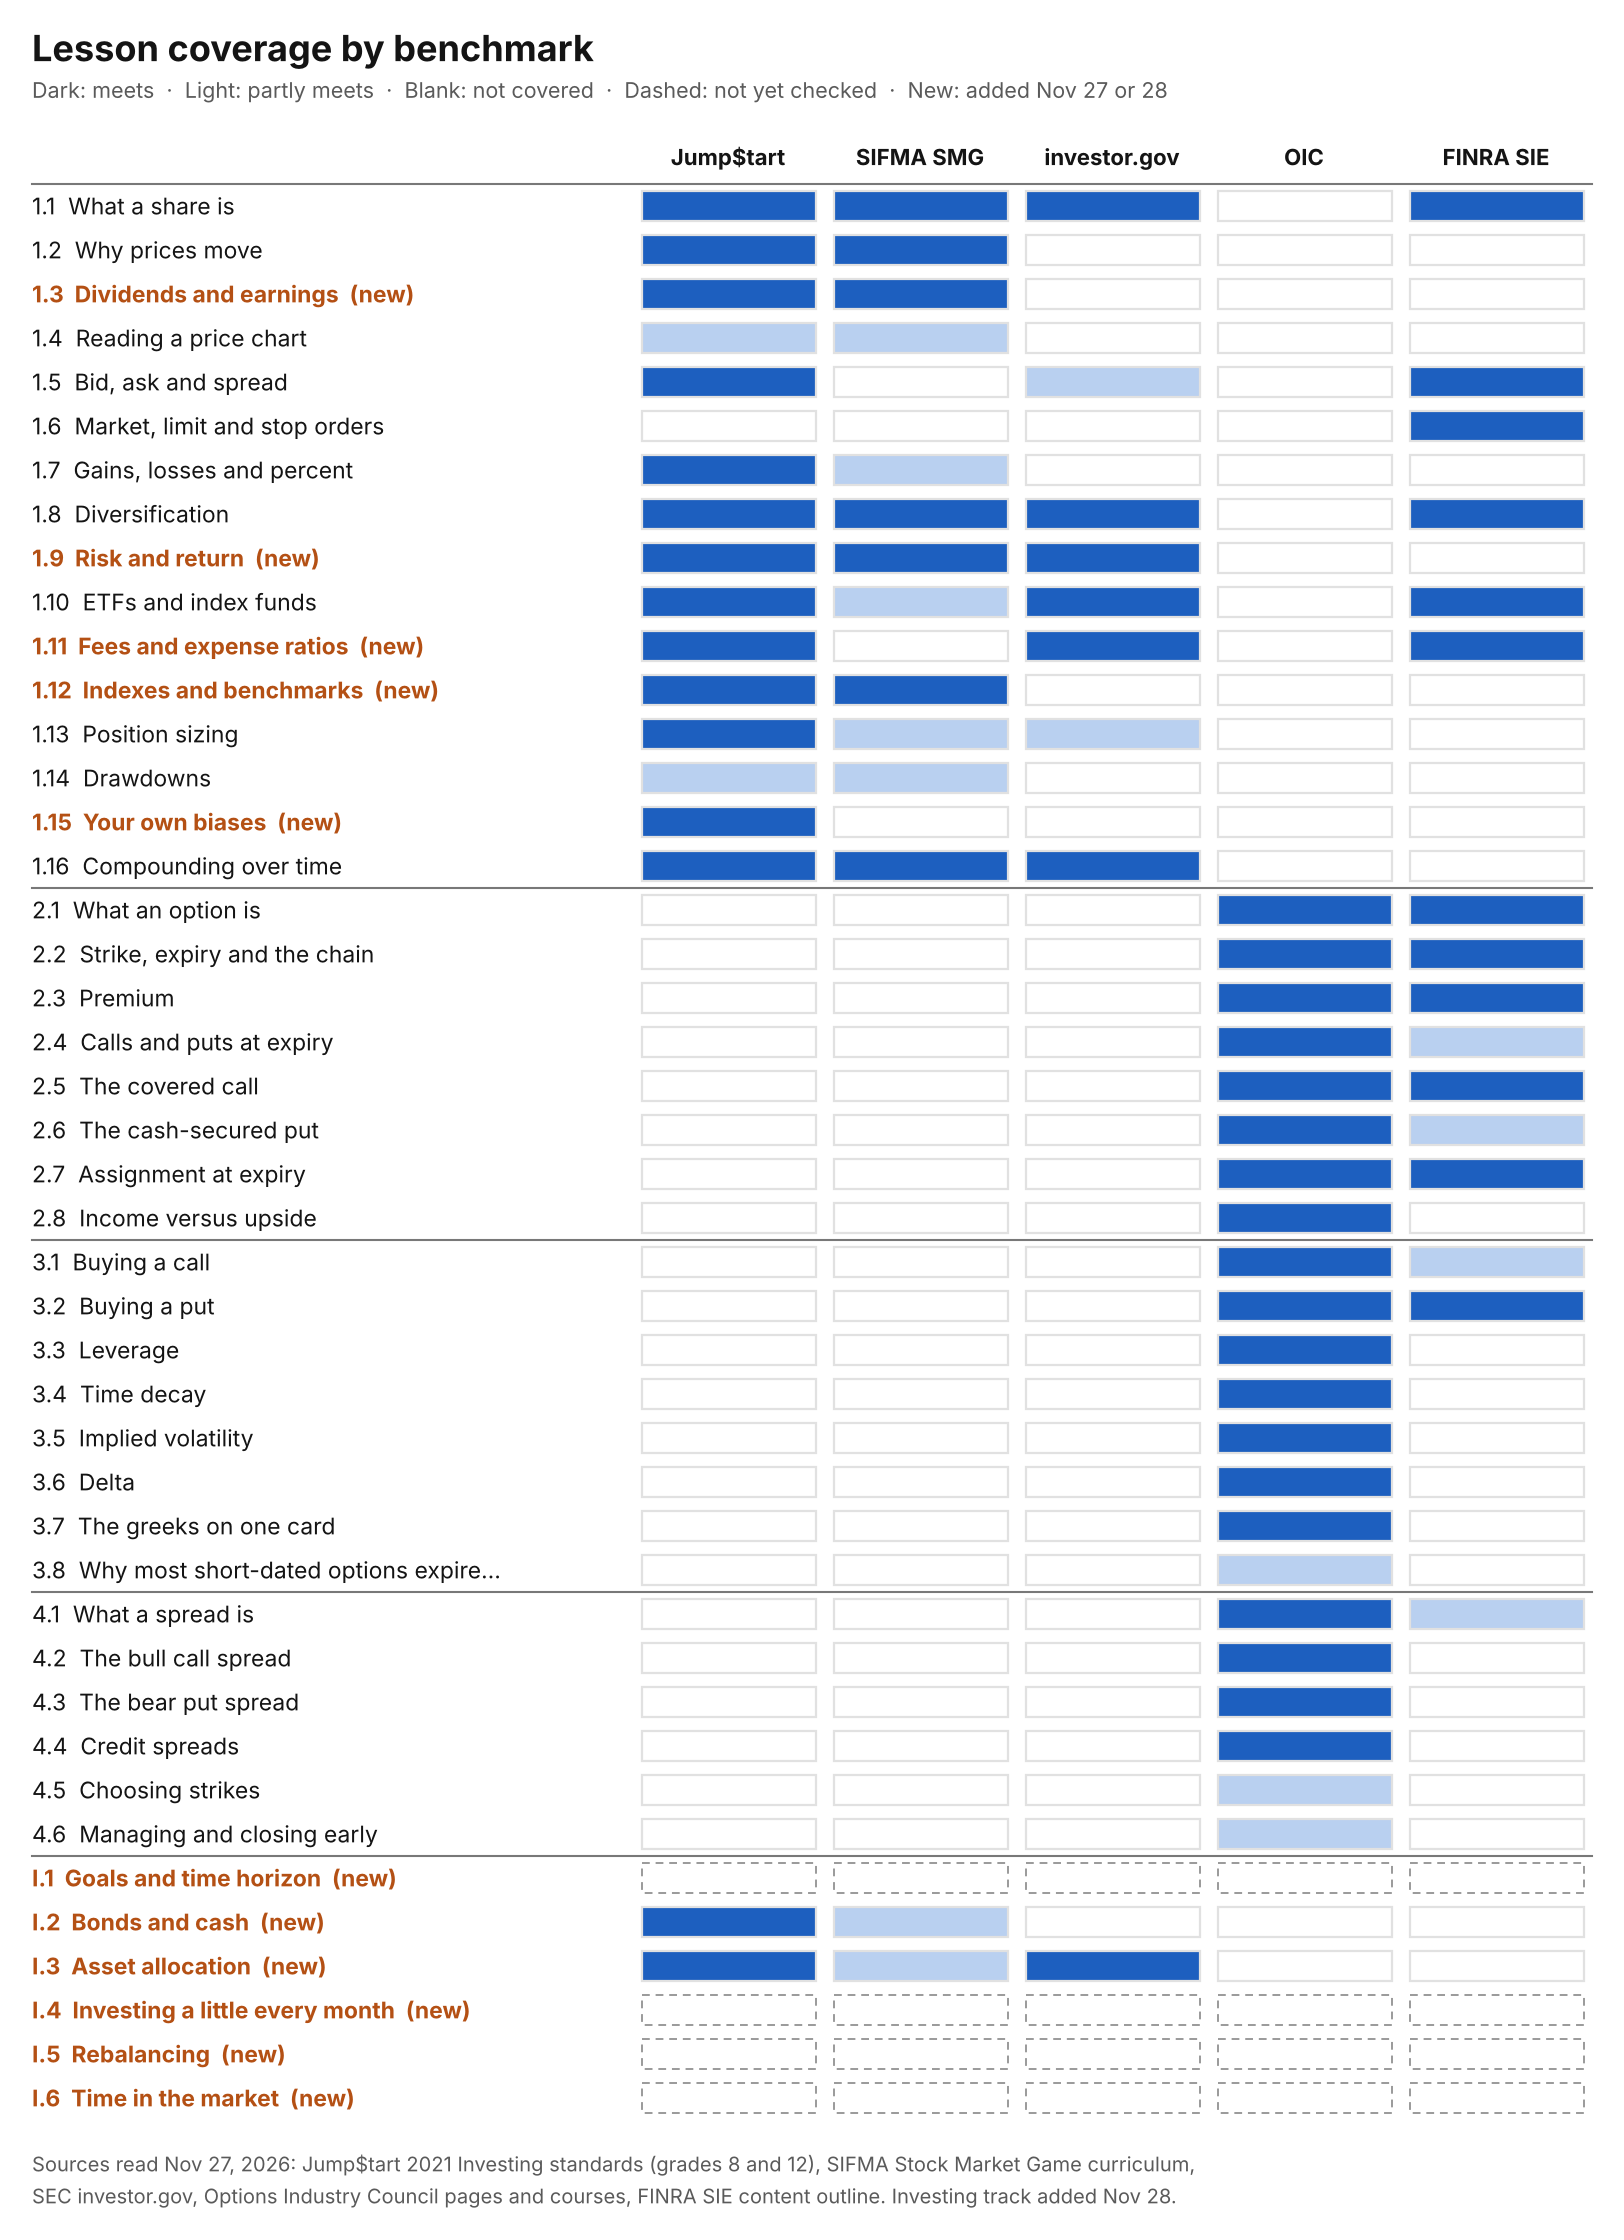 Lesson coverage by benchmark
Dark: meets · Light: partly meets · Blank: not covered · Dashed: not yet checked · New: added Nov 27 or 28
Jump$tart SIFMA SMG investor.gov OIC FINRA SIE
1.1 What a share is
1.2 Why prices move
1.3 Dividends and earnings (new)
1.4 Reading a price chart
1.5 Bid, ask and spread
1.6 Market, limit and stop orders
1.7 Gains, losses and percent
1.8 Diversification
1.9 Risk and return (new)
1.10 ETFs and index funds
1.11 Fees and expense ratios (new)
1.12 Indexes and benchmarks (new)
1.13 Position sizing
1.14 Drawdowns
1.15 Your own biases (new)
1.16 Compounding over time
2.1 What an option is
2.2 Strike, expiry and the chain
2.3 Premium
2.4 Calls and puts at expiry
2.5 The covered call
2.6 The cash-secured put
2.7 Assignment at expiry
2.8 Income versus upside
3.1 Buying a call
3.2 Buying a put
3.3 Leverage
3.4 Time decay
3.5 Implied volatility
3.6 Delta
3.7 The greeks on one card
3.8 Why most short-dated options expire…
4.1 What a spread is
4.2 The bull call spread
4.3 The bear put spread
4.4 Credit spreads
4.5 Choosing strikes
4.6 Managing and closing early
I.1 Goals and time horizon (new)
I.2 Bonds and cash (new)
I.3 Asset allocation (new)
I.4 Investing a little every month (new)
I.5 Rebalancing (new)
I.6 Time in the market (new)
Sources read Nov 27, 2026: Jump$tart 2021 Investing standards (grades 8 and 12), SIFMA Stock Market Game curriculum,
SEC investor.gov, Options Industry Council pages and courses, FINRA SIE content outline. Investing track added Nov 28.